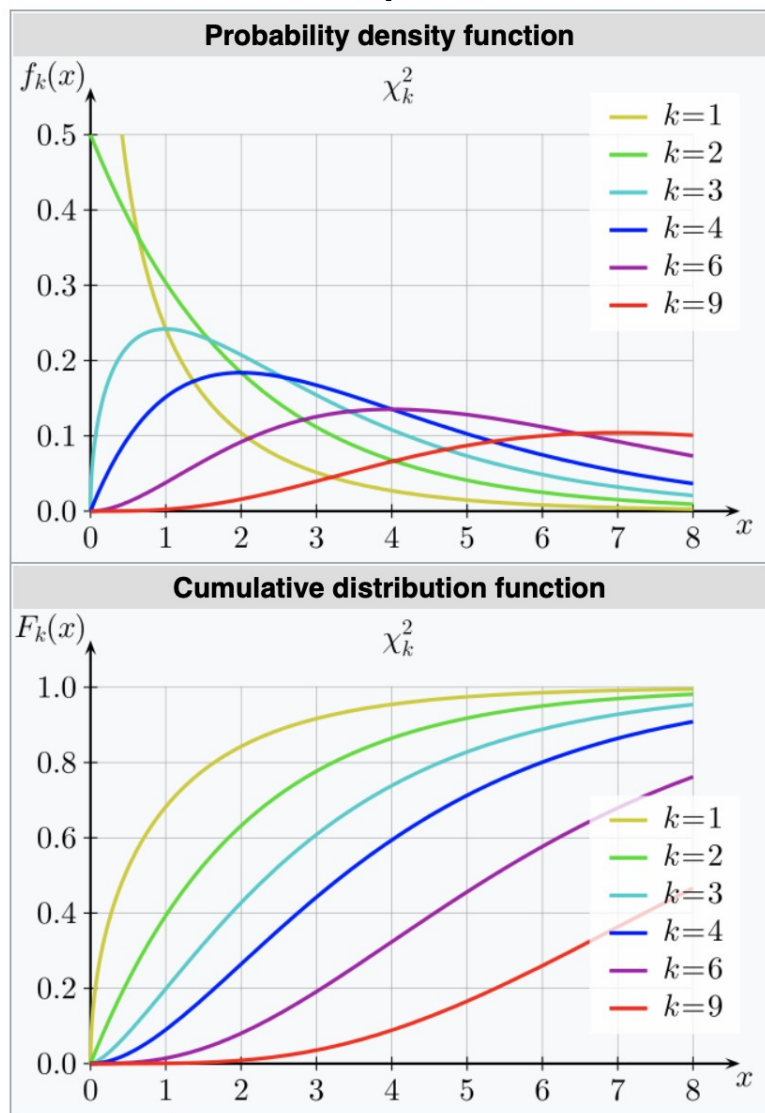 Probability density function
fₖ(x)
χ²ₖ
k=1
k=2
k=3
k=4
k=6
k=9
0.5
0.4
0.3
0.2
0.1
0.0
0 1 2 3 4 5 6 7 8 x
Cumulative distribution function
Fₖ(x)
χ²ₖ
1.0
0.8
0.6
0.4
0.2
0.0
k=1
k=2
k=3
k=4
k=6
k=9
0 1 2 3 4 5 6 7 8 x